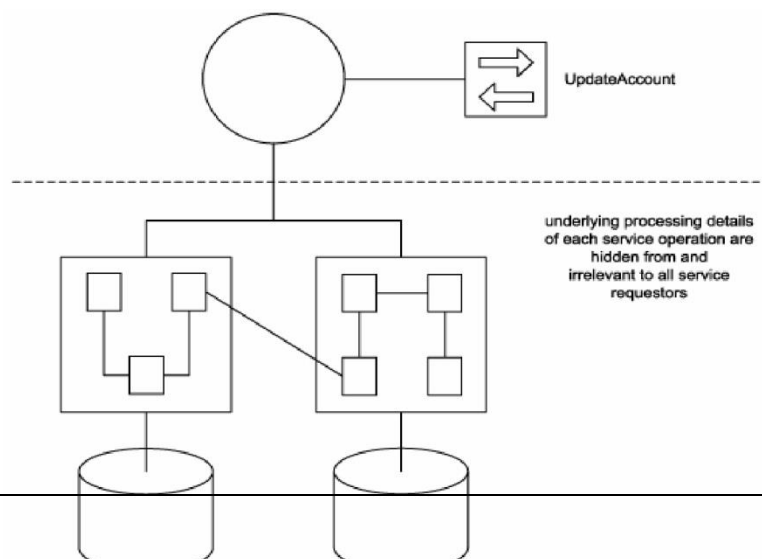 UpdateAccount
underlying processing details
of each service operation are
hidden from and
irrelevant to all service
requestors